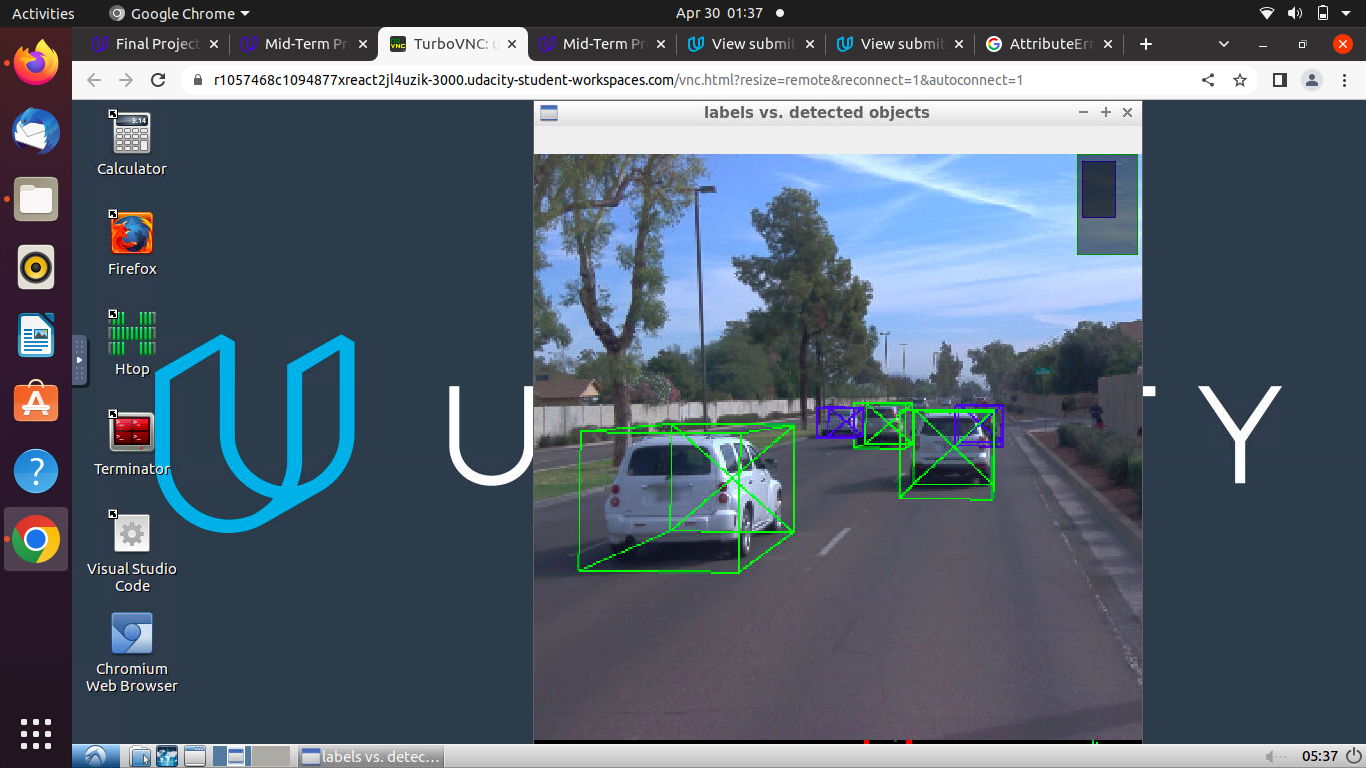 Activities
Google Chrome
Apr 30 01:37
Final Project
Mid-Term Pr
TurboVNC: u
Mid-Term Pr
View submit
View submit
AttributeErr
r1057468c1094877xreact2jl4uzik-3000.udacity-student-workspaces.com/vnc.html?resize=remote&reconnect=1&autoconnect=1
labels vs. detected objects
3.14
Calculator
Firefox
Htop
Terminator
Visual Studio
Code
Chromium
Web Browser
U
T Y
labels vs. detec...
05:37